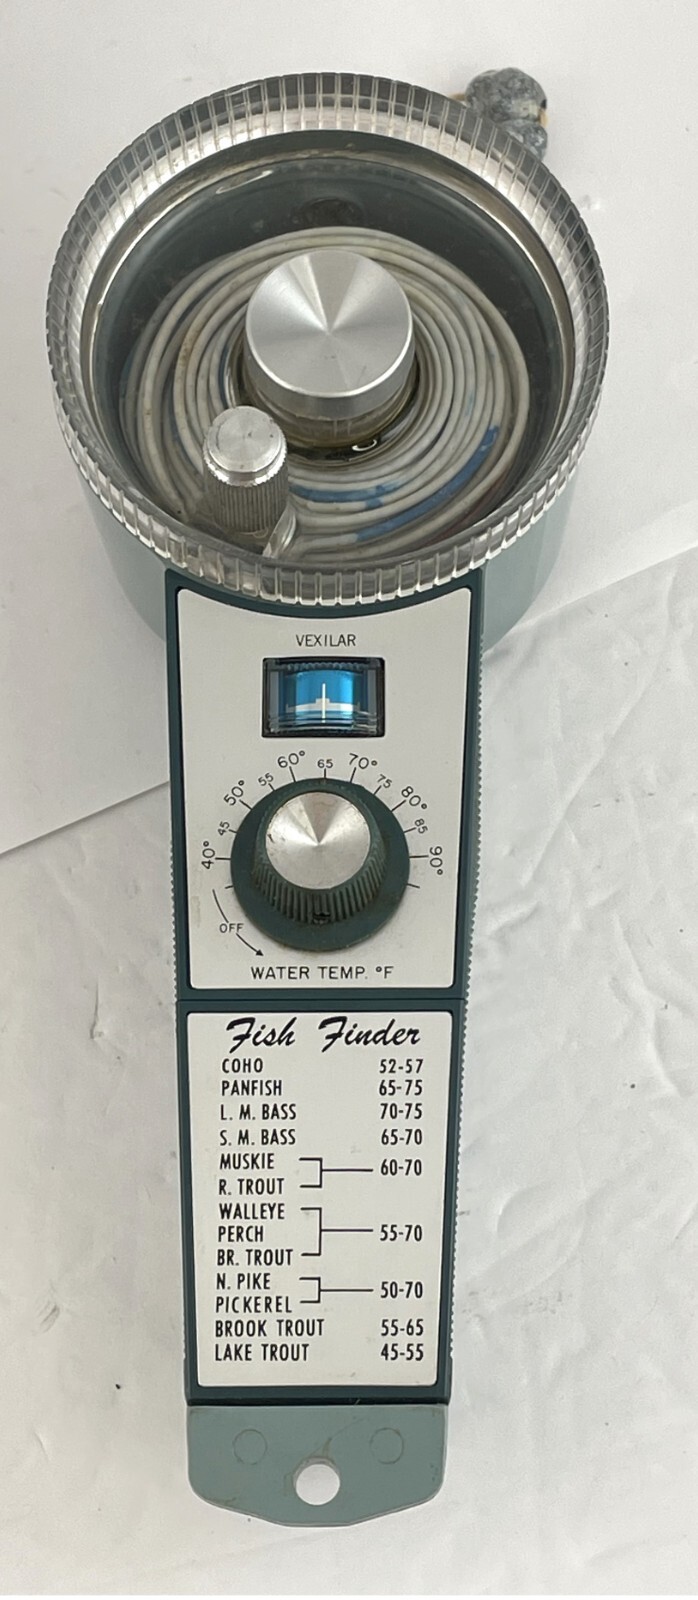 VEXILAR
40° 45 50° 55 60° 65 70° 75 80° 85 90°
OFF
WATER TEMP. °F
Fish Finder
COHO 52-57
PANFISH 65-75
L. M. BASS 70-75
S. M. BASS 65-70
MUSKIE
R. TROUT 60-70
WALLEYE
PERCH 55-70
BR. TROUT
N. PIKE
PICKEREL 50-70
BROOK TROUT 55-65
LAKE TROUT 45-55